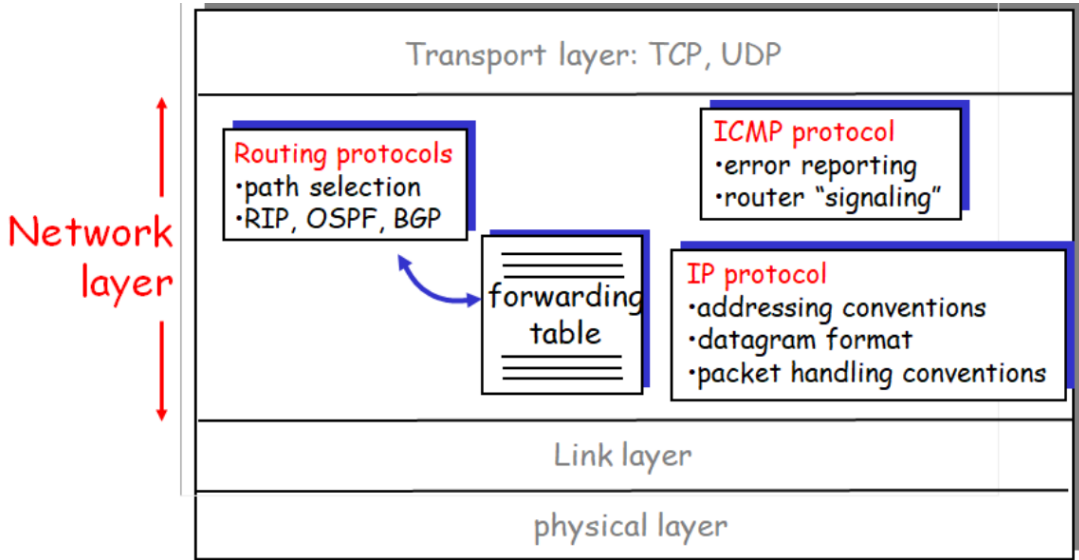 Transport layer: TCP, UDP
Network
layer
Routing protocols
•path selection
•RIP, OSPF, BGP
forwarding
table
ICMP protocol
•error reporting
•router “signaling”
IP protocol
•addressing conventions
•datagram format
•packet handling conventions
Link layer
physical layer